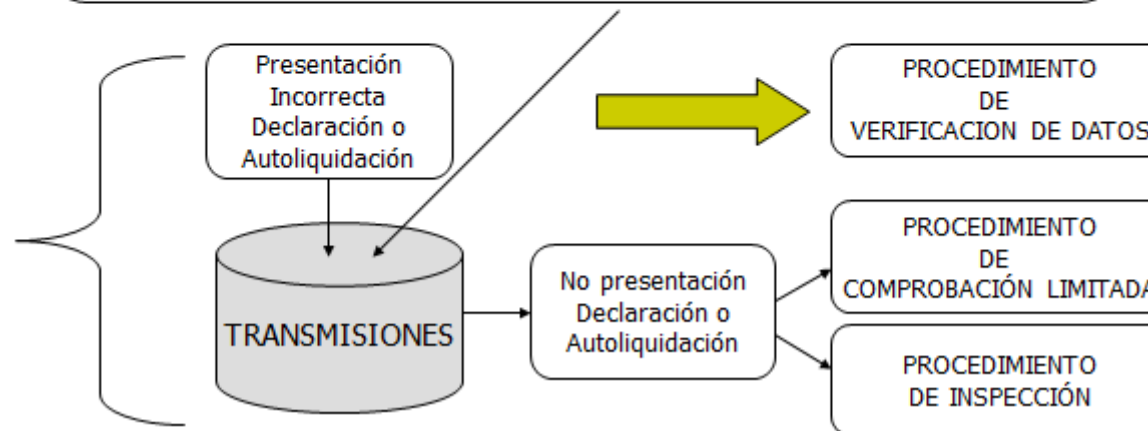 Presentación
Incorrecta
Declaración o
Autoliquidación
PROCEDIMIENTO
DE
VERIFICACION DE DATOS
TRANSMISIONES
No presentación
Declaración o
Autoliquidación
PROCEDIMIENTO
DE
COMPROBACIÓN LIMITADA
PROCEDIMIENTO
DE INSPECCIÓN